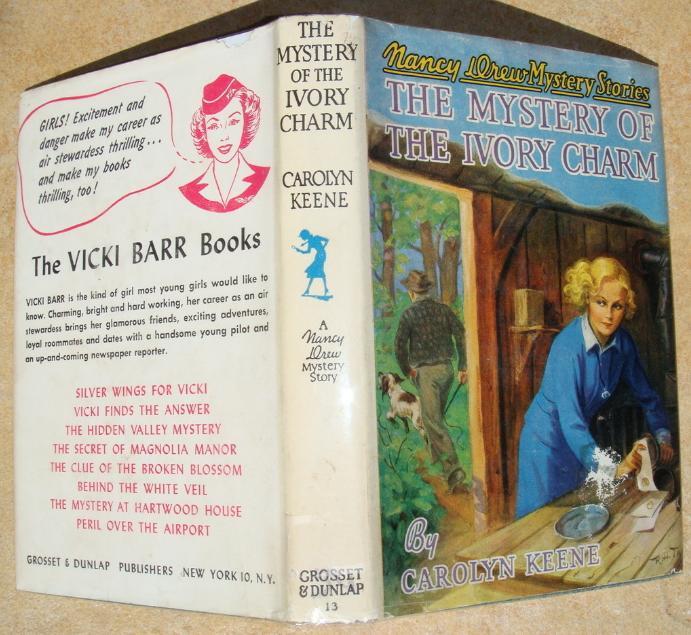 GIRLS! Excitement and
danger make my career as
air stewardess thrilling...
and make my books
thrilling, too!
The VICKI BARR Books
VICKI BARR is the kind of girl most young girls would like to
know. Charming, bright and hard working, her career as an air
stewardess brings her glamorous friends, exciting adventures,
loyal roommates and dates with a handsome young pilot and
an up-and-coming newspaper reporter.
SILVER WINGS FOR VICKI
VICKI FINDS THE ANSWER
THE HIDDEN VALLEY MYSTERY
THE SECRET OF MAGNOLIA MANOR
THE CLUE OF THE BROKEN BLOSSOM
BEHIND THE WHITE VEIL
THE MYSTERY AT HARTWOOD HOUSE
PERIL OVER THE AIRPORT
GROSSET & DUNLAP PUBLISHERS NEW YORK 10, N.Y.
THE
MYSTERY
OF THE
IVORY
CHARM
CAROLYN
KEENE
A
Nancy
Drew
Mystery
Story
GROSSET
& DUNLAP
13
Nancy Drew Mystery Stories
THE MYSTERY OF
THE IVORY CHARM
By
CAROLYN KEENE